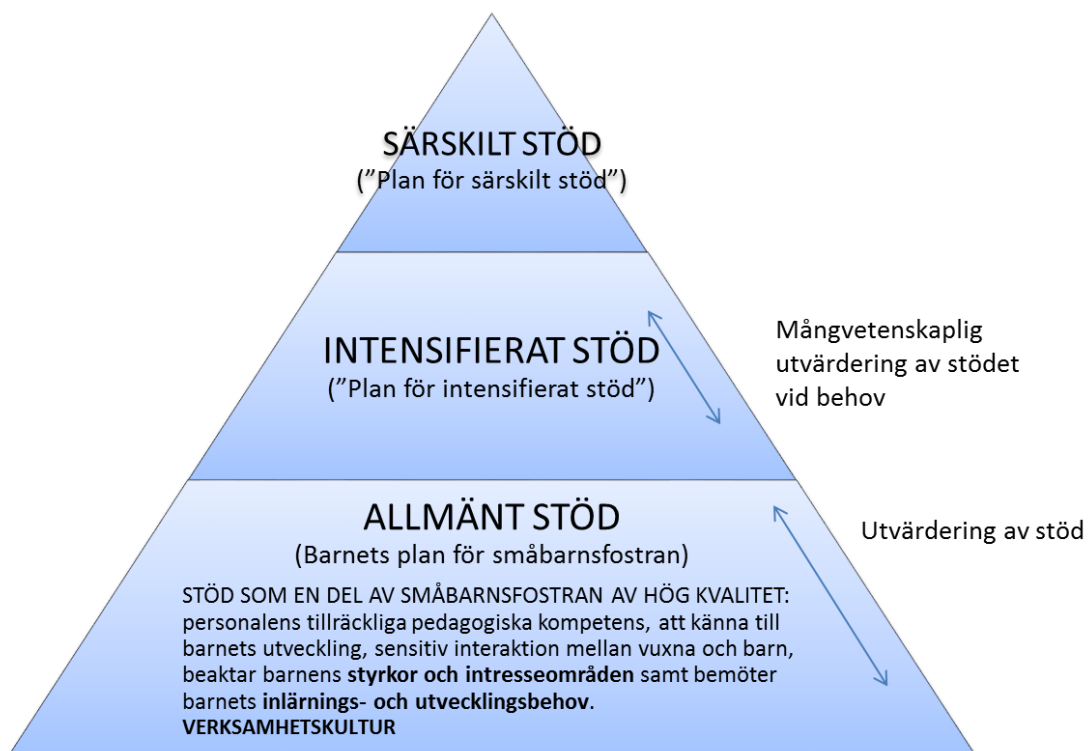 SÄRSKILT STÖD
(”Plan för särskilt stöd”)
INTENSIFIERAT STÖD
(”Plan för intensifierat stöd”)
Mångvetenskaplig
utvärdering av stödet
vid behov
ALLMÄNT STÖD
(Barnets plan för småbarnsfostran)
Utvärdering av stöd
STÖD SOM EN DEL AV SMÅBARNSFOSTRAN AV HÖG KVALITET:
personalens tillräckliga pedagogiska kompetens, att känna till
barnets utveckling, sensitiv interaktion mellan vuxna och barn,
beaktar barnens styrkor och intresseområden samt bemöter
barnets inlärnings- och utvecklingsbehov.
VERKSAMHETSKULTUR